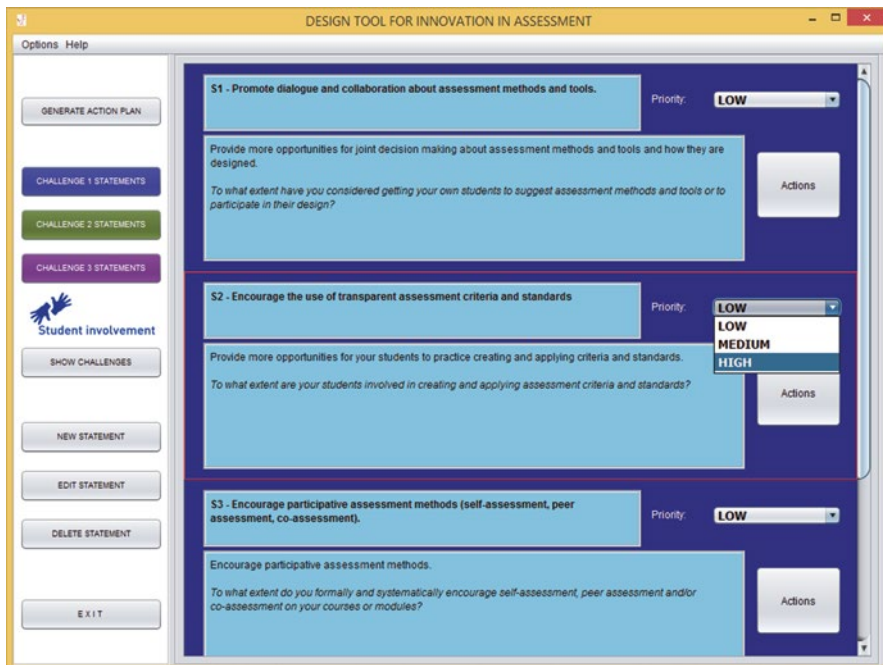 DESIGN TOOL FOR INNOVATION IN ASSESSMENT
Options Help
GENERATE ACTION PLAN
CHALLENGE 1 STATEMENTS
CHALLENGE 2 STATEMENTS
CHALLENGE 3 STATEMENTS
Student involvement
SHOW CHALLENGES
NEW STATEMENT
EDIT STATEMENT
DELETE STATEMENT
EXIT
S1 - Promote dialogue and collaboration about assessment methods and tools.
Priority:
LOW
Provide more opportunities for joint decision making about assessment methods and tools and how they are
designed.
To what extent have you considered getting your own students to suggest assessment methods and tools or to
participate in their design?
Actions
S2 - Encourage the use of transparent assessment criteria and standards
Priority:
LOW
LOW
MEDIUM
HIGH
Provide more opportunities for your students to practice creating and applying criteria and standards.
To what extent are your students involved in creating and applying assessment criteria and standards?
Actions
S3 - Encourage participative assessment methods (self-assessment, peer
assessment, co-assessment).
Priority:
LOW
Encourage participative assessment methods.
To what extent do you formally and systematically encourage self-assessment, peer assessment and/or
co-assessment on your courses or modules?
Actions